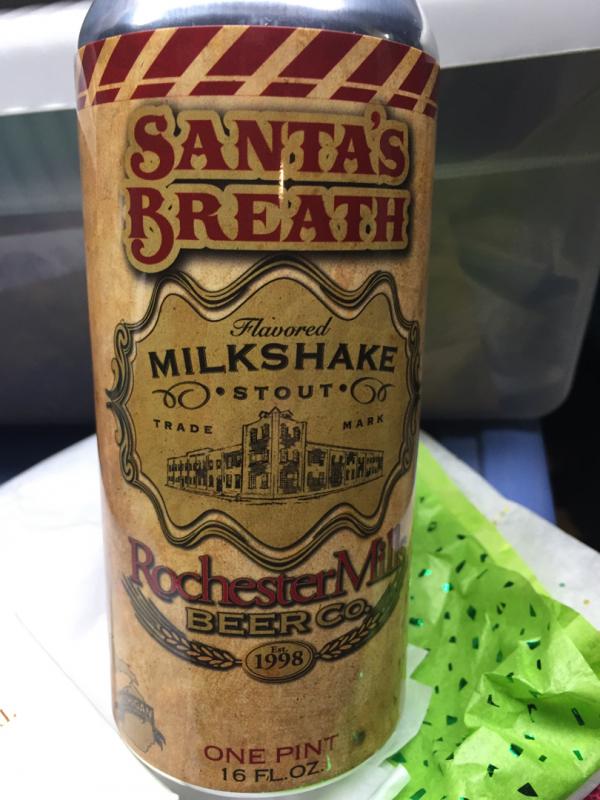 SANTA'S
BREATH
Flavored
MILKSHAKE
• STOUT •
TRADE MARK
RochesterMills
BEER CO.
Est.
1998
ONE PINT
16 FL.OZ.